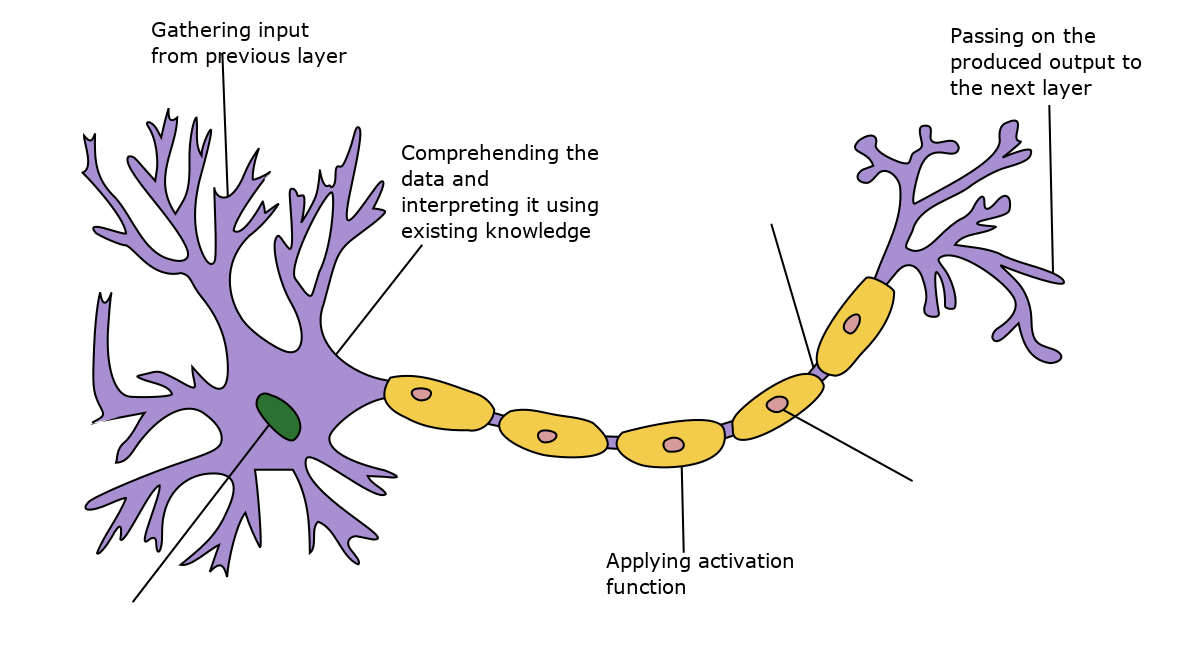 Gathering input
from previous layer
Passing on the
produced output to
the next layer
Comprehending the
data and
interpreting it using
existing knowledge
Applying activation
function